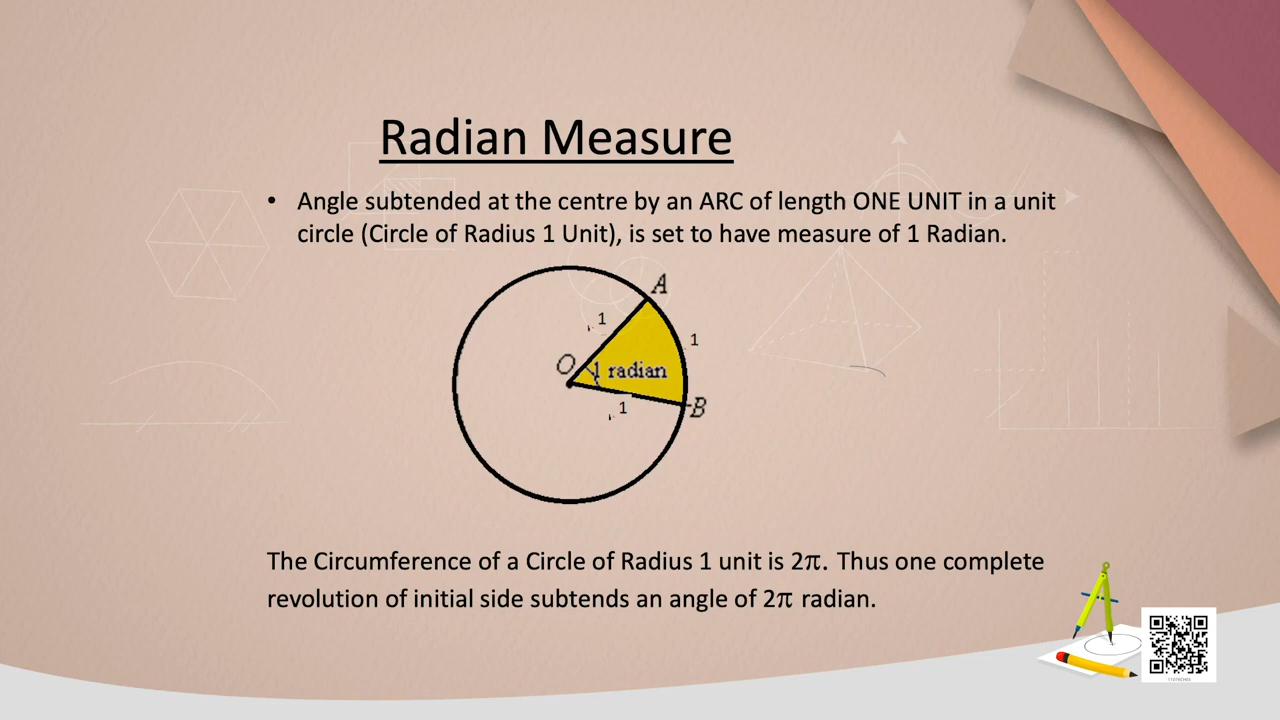 Radian Measure
• Angle subtended at the centre by an ARC of length ONE UNIT in a unit
circle (Circle of Radius 1 Unit), is set to have measure of 1 Radian.
A
1
1
O
1 radian
1
B
The Circumference of a Circle of Radius 1 unit is 2π. Thus one complete
revolution of initial side subtends an angle of 2π radian.